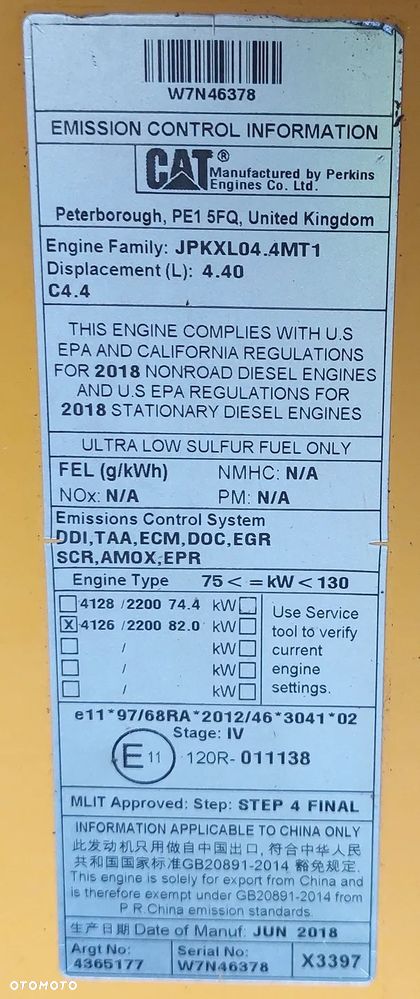 W7N46378
EMISSION CONTROL INFORMATION
CAT® Manufactured by Perkins
Engines Co. Ltd.
Peterborough, PE1 5FQ, United Kingdom
Engine Family: JPKXL04.4MT1
Displacement (L): 4.40
C4.4
THIS ENGINE COMPLIES WITH U.S
EPA AND CALIFORNIA REGULATIONS
FOR 2018 NONROAD DIESEL ENGINES
AND U.S EPA REGULATIONS FOR
2018 STATIONARY DIESEL ENGINES
ULTRA LOW SULFUR FUEL ONLY
FEL (g/kWh) NMHC: N/A
NOx: N/A PM: N/A
Emissions Control System
DDI,TAA,ECM,DOC,EGR
SCR,AMOX,EPR
Engine Type 75 < = kW < 130
4128 /2200 74.4 kW
X 4126 /2200 82.0 kW
/ kW
/ kW
/ kW
Use Service
tool to verify
current
engine
settings.
e11*97/68RA*2012/46*3041*02
Stage: IV
E 11 120R- 011138
MLIT Approved: Step: STEP 4 FINAL
INFORMATION APPLICABLE TO CHINA ONLY
此发动机只用做自中国出口, 符合中华人民
共和国国家标准GB20891-2014 豁免规定.
This engine is solely for export from China and
is therefore exempt under GB20891-2014 from
P R.China emission standards.
生产日期 Date of Manuf: JUN 2018
Argt No: Serial No:
4365177 W7N46378 X3397
OTOMOTO